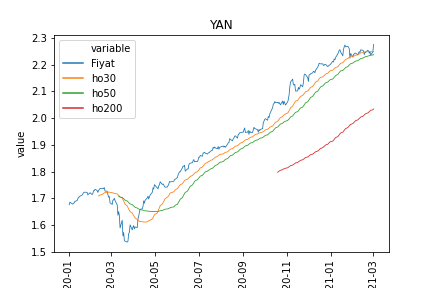 YAN
variable
Fiyat
ho30
ho50
ho200
value
2.3
2.2
2.1
2.0
1.9
1.8
1.7
1.6
1.5
20-01
20-03
20-05
20-07
20-09
20-11
21-01
21-03